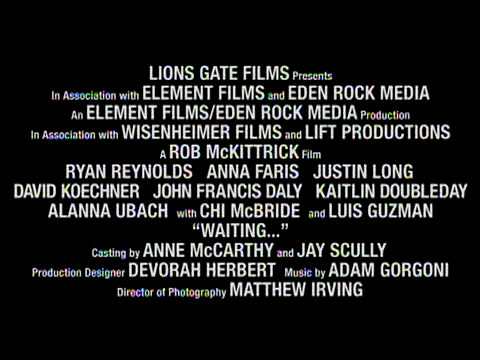 LIONS GATE FILMS Presents
In Association with ELEMENT FILMS and EDEN ROCK MEDIA
An ELEMENT FILMS/EDEN ROCK MEDIA Production
In Association with WISENHEIMER FILMS and LIFT PRODUCTIONS
A ROB McKITTRICK Film
RYAN REYNOLDS ANNA FARIS JUSTIN LONG
DAVID KOECHNER JOHN FRANCIS DALY KAITLIN DOUBLEDAY
ALANNA UBACH with CHI McBRIDE and LUIS GUZMAN
“WAITING...”
Casting by ANNE McCARTHY and JAY SCULLY
Production Designer DEVORAH HERBERT Music by ADAM GORGONI
Director of Photography MATTHEW IRVING